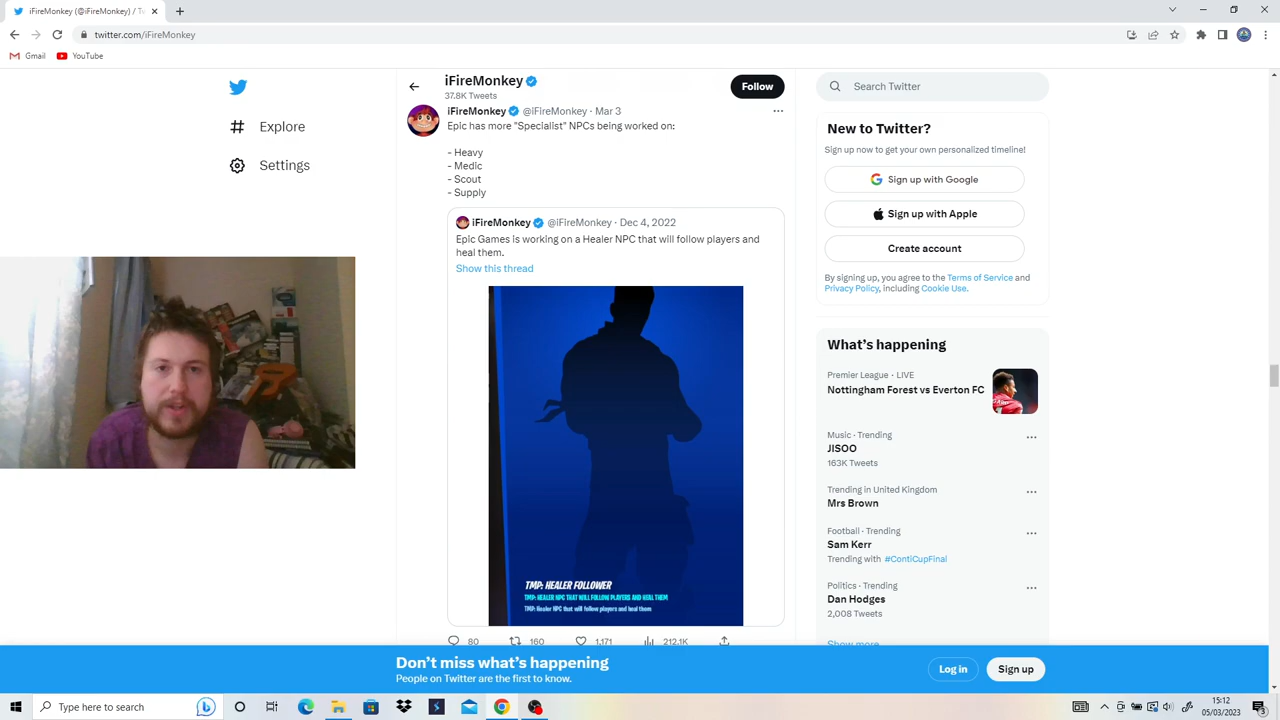 iFireMonkey (@iFireMonkey) / Tw
twitter.com/iFireMonkey
Gmail
YouTube
Explore
Settings
iFireMonkey
37.8K Tweets
Follow
iFireMonkey @iFireMonkey · Mar 3
Epic has more "Specialist" NPCs being worked on:
- Heavy
- Medic
- Scout
- Supply
iFireMonkey @iFireMonkey · Dec 4, 2022
Epic Games is working on a Healer NPC that will follow players and
heal them.
Show this thread
TMP: HEALER FOLLOWER
TMP: HEALER NPC THAT WILL FOLLOW PLAYERS AND HEAL THEM
TMP: Healer NPC that will follow players and heal them
80 160 1,171 212.1K
Search Twitter
New to Twitter?
Sign up now to get your own personalized timeline!
Sign up with Google
Sign up with Apple
Create account
By signing up, you agree to the Terms of Service and
Privacy Policy, including Cookie Use.
What's happening
Premier League · LIVE
Nottingham Forest vs Everton FC
Music · Trending
JISOO
163K Tweets
Trending in United Kingdom
Mrs Brown
Football · Trending
Sam Kerr
Trending with #ContiCupFinal
Politics · Trending
Dan Hodges
2,008 Tweets
Show more
Don't miss what's happening
People on Twitter are the first to know.
Log in
Sign up
Type here to search
15:12
05/03/2023
3